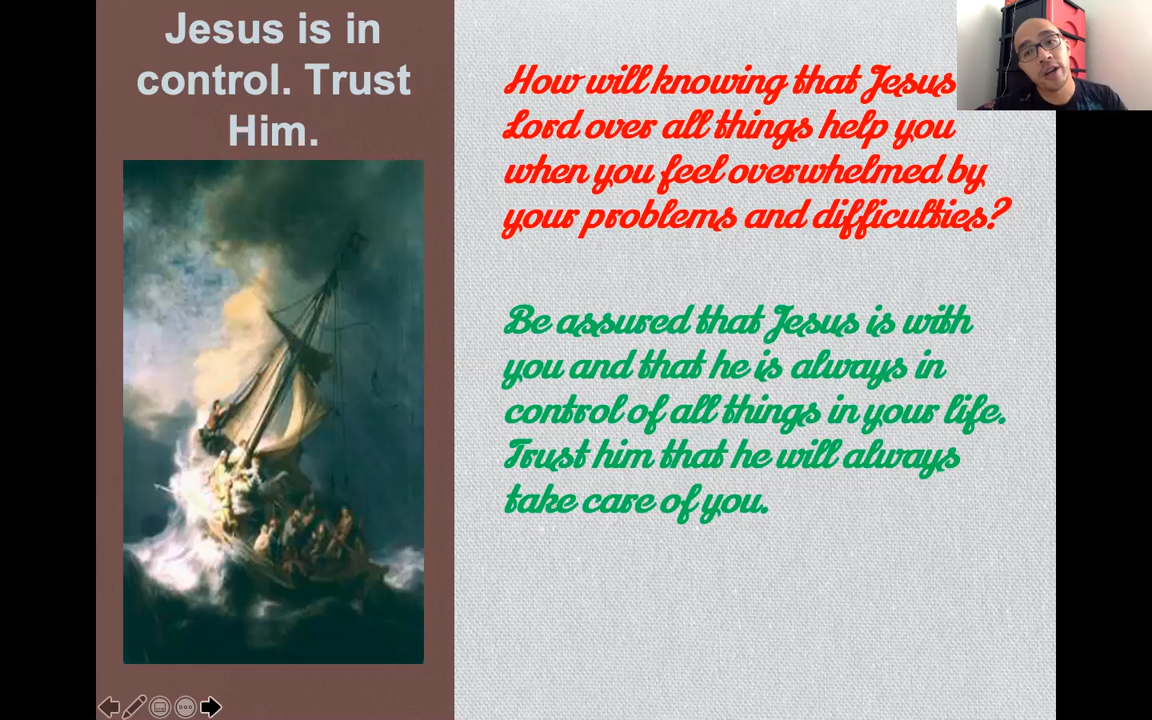 Jesus is in
control. Trust
Him.
How will knowing that Jesus
Lord over all things help you
when you feel overwhelmed by
your problems and difficulties?
Be assured that Jesus is with
you and that he is always in
control of all things in your life.
Trust him that he will always
take care of you.